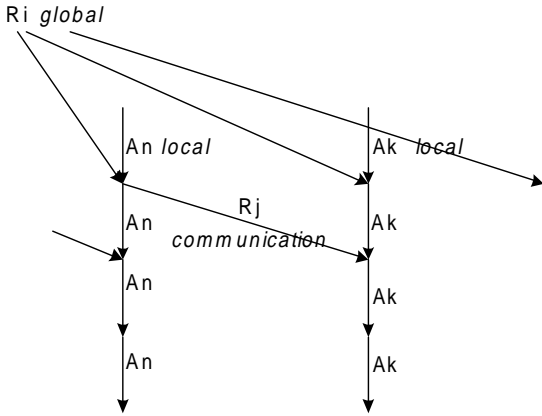 Ri global
An local
Ak local
An
Rj
communication
Ak
An
Ak
An
Ak